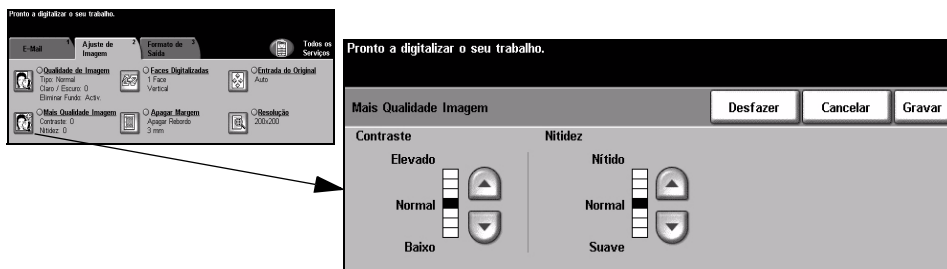 Pronto a digitalizar o seu trabalho.
E-Mail 1
Ajuste de Imagem 2
Formato de Saída 3
Todos os Serviços
Qualidade de Imagem
Tipo: Normal
Claro / Escuro: 0
Eliminar Fundo: Activ.
Faces Digitalizadas
1 Face
Vertical
Entrada do Original
Auto
Mais Qualidade Imagem
Contraste: 0
Nitidez: 0
Apagar Margem
Apagar Rebordo
3 mm
Resolução
200x200
Pronto a digitalizar o seu trabalho.
Mais Qualidade Imagem
Desfazer
Cancelar
Gravar
Contraste
Nitidez
Elevado
Normal
Baixo
Nítido
Normal
Suave